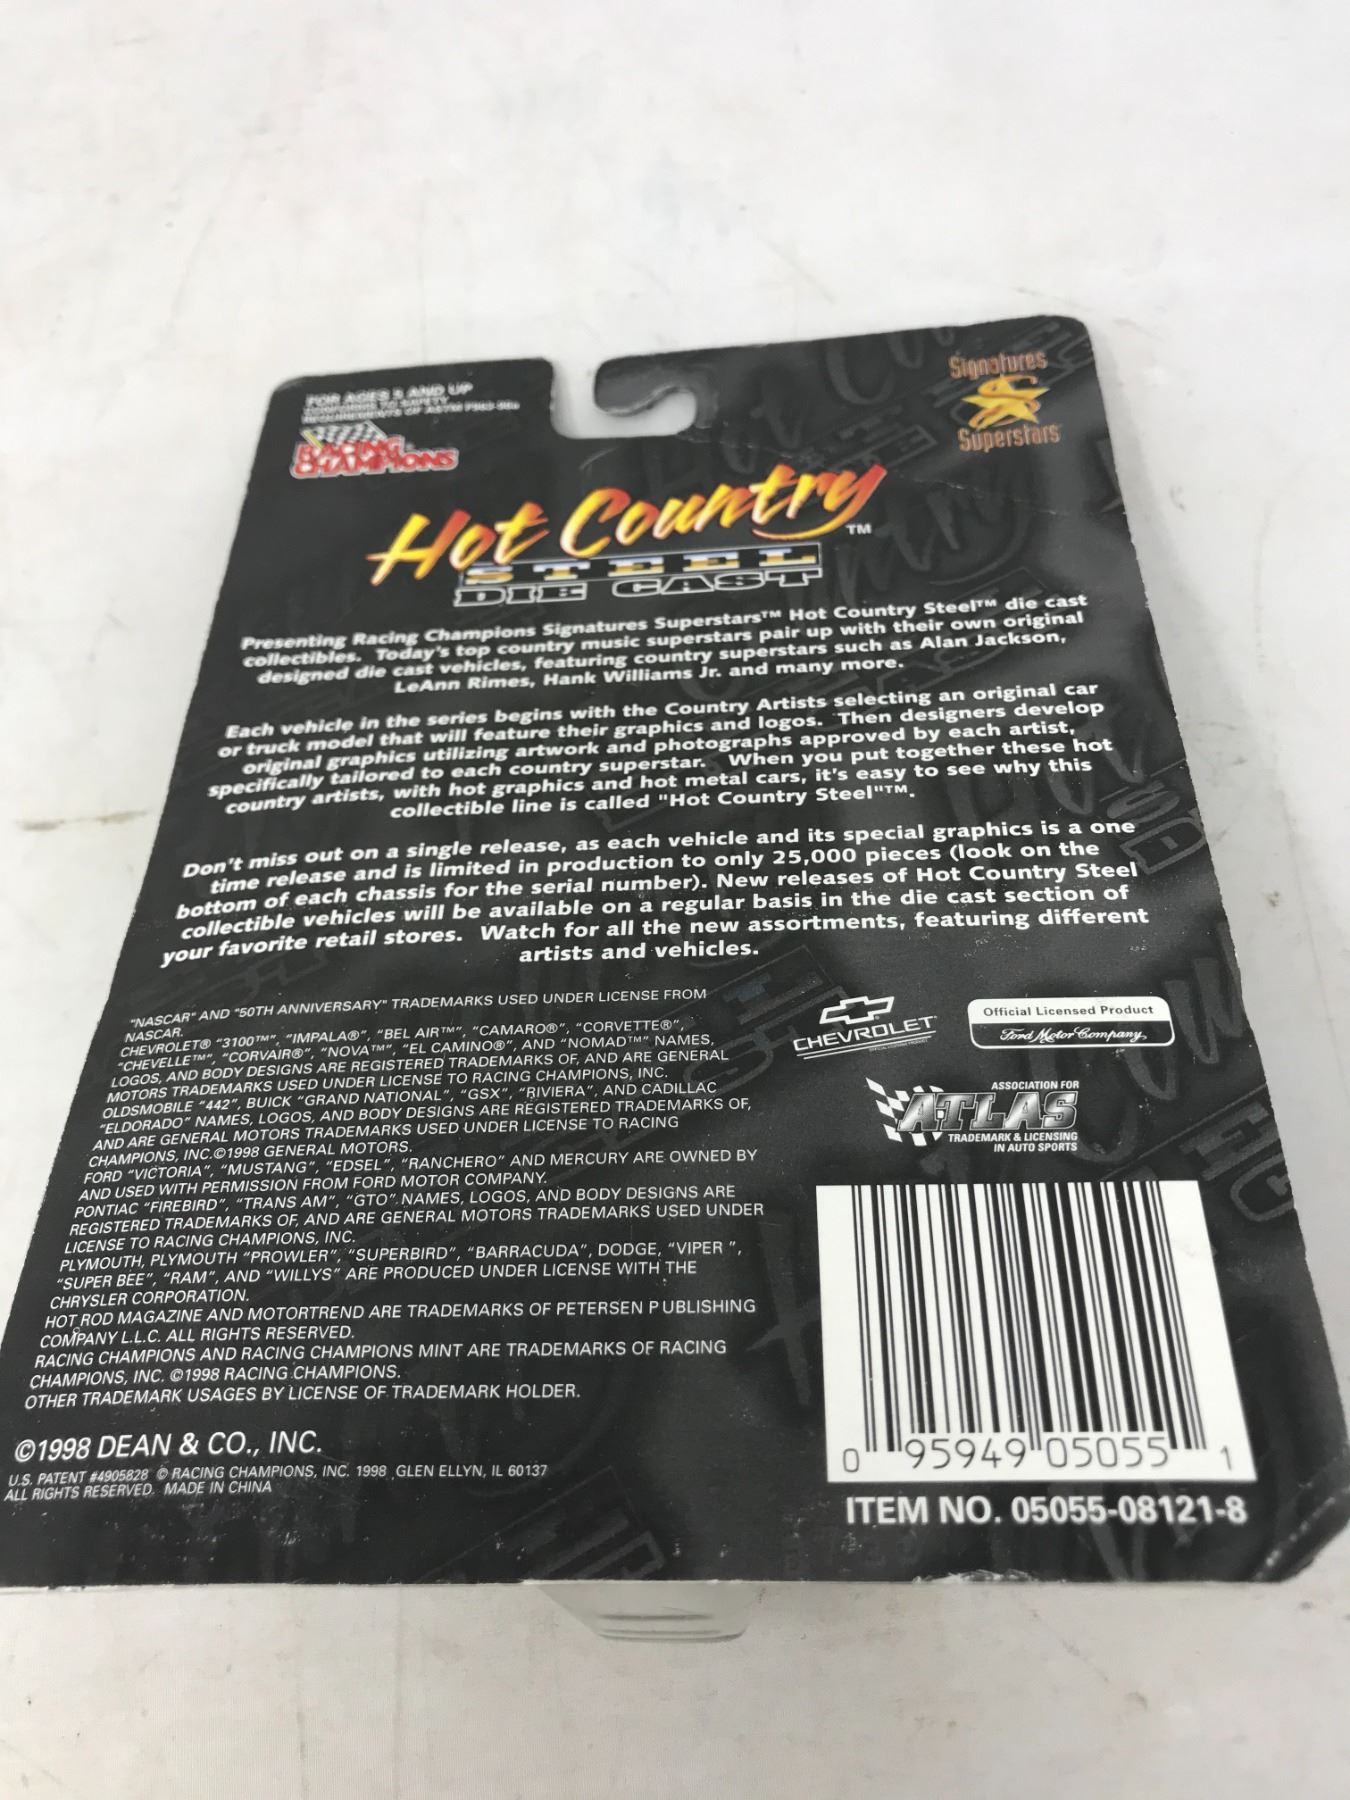 FOR AGES 3 AND UP
CONFORMS TO SAFETY
REQUIREMENTS OF ASTM
RACING
CHAMPIONS
Signatures
Superstars
Hot Country TM
STEEL
DIE CAST
Presenting Racing Champions Signatures Superstars™ Hot Country Steel™ die cast
collectibles. Today's top country music superstars pair up with their own original
designed die cast vehicles, featuring country superstars such as Alan Jackson,
LeAnn Rimes, Hank Williams Jr. and many more.
Each vehicle in the series begins with the Country Artists selecting an original car
or truck model that will feature their graphics and logos. Then designers develop
original graphics utilizing artwork and photographs approved by each artist,
specifically tailored to each country superstar. When you put together these hot
country artists, with hot graphics and hot metal cars, it's easy to see why this
collectible line is called "Hot Country Steel"™.
Don't miss out on a single release, as each vehicle and its special graphics is a one
time release and is limited in production to only 25,000 pieces (look on the
bottom of each chassis for the serial number). New releases of Hot Country Steel
collectible vehicles will be available on a regular basis in the die cast section of
your favorite retail stores. Watch for all the new assortments, featuring different
artists and vehicles.
"NASCAR" AND "50TH ANNIVERSARY" TRADEMARKS USED UNDER LICENSE FROM
NASCAR.
CHEVROLET® "3100™", "IMPALA®", "BEL AIR™", "CAMARO®", "CORVETTE®",
"CHEVELLE™", "CORVAIR®", "NOVA™", "EL CAMINO®", AND "NOMAD™" NAMES,
LOGOS, AND BODY DESIGNS ARE REGISTERED TRADEMARKS OF, AND ARE GENERAL
MOTORS TRADEMARKS USED UNDER LICENSE TO RACING CHAMPIONS, INC.
OLDSMOBILE "442", BUICK "GRAND NATIONAL", "GSX", "RIVIERA", AND CADILLAC
"ELDORADO" NAMES, LOGOS, AND BODY DESIGNS ARE REGISTERED TRADEMARKS OF,
AND ARE GENERAL MOTORS TRADEMARKS USED UNDER LICENSE TO RACING
CHAMPIONS, INC.©1998 GENERAL MOTORS.
FORD "VICTORIA", "MUSTANG", "EDSEL", "RANCHERO" AND MERCURY ARE OWNED BY
AND USED WITH PERMISSION FROM FORD MOTOR COMPANY.
PONTIAC "FIREBIRD", "TRANS AM", "GTO" NAMES, LOGOS, AND BODY DESIGNS ARE
REGISTERED TRADEMARKS OF, AND ARE GENERAL MOTORS TRADEMARKS USED UNDER
LICENSE TO RACING CHAMPIONS, INC.
PLYMOUTH, PLYMOUTH "PROWLER", "SUPERBIRD", "BARRACUDA", DODGE, "VIPER ",
"SUPER BEE", "RAM", AND "WILLYS" ARE PRODUCED UNDER LICENSE WITH THE
CHRYSLER CORPORATION.
HOT ROD MAGAZINE AND MOTORTREND ARE TRADEMARKS OF PETERSEN PUBLISHING
COMPANY L.L.C. ALL RIGHTS RESERVED.
RACING CHAMPIONS AND RACING CHAMPIONS MINT ARE TRADEMARKS OF RACING
CHAMPIONS, INC. ©1998 RACING CHAMPIONS.
OTHER TRADEMARK USAGES BY LICENSE OF TRADEMARK HOLDER.
©1998 DEAN & CO., INC.
U.S. PATENT #4905828 © RACING CHAMPIONS, INC. 1998 GLEN ELLYN, IL 60137
ALL RIGHTS RESERVED. MADE IN CHINA
CHEVROLET
Official Licensed Product
Ford Motor Company
ASSOCIATION FOR
ATLAS
TRADEMARK & LICENSING
IN AUTO SPORTS
0 95949 05055 1
ITEM NO. 05055-08121-8